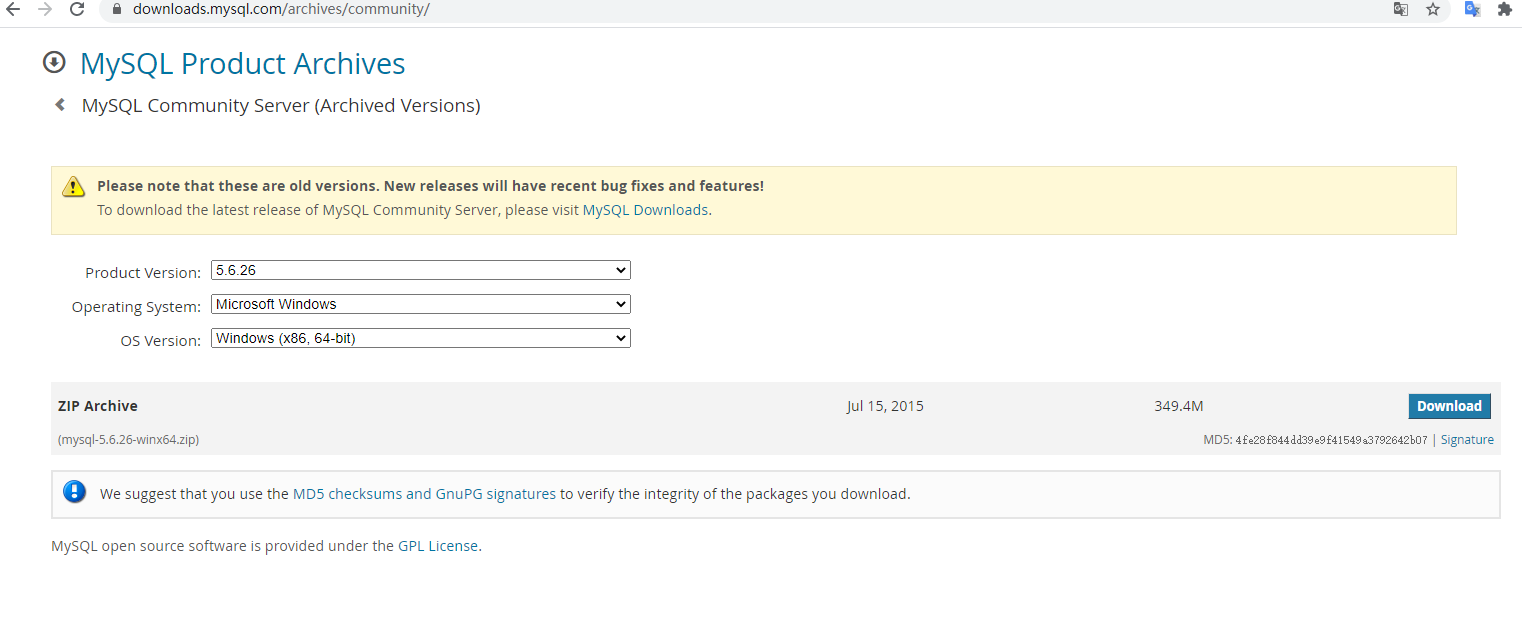 downloads.mysql.com/archives/community/
MySQL Product Archives
MySQL Community Server (Archived Versions)
Please note that these are old versions. New releases will have recent bug fixes and features!
To download the latest release of MySQL Community Server, please visit MySQL Downloads.
Product Version: 5.6.26
Operating System: Microsoft Windows
OS Version: Windows (x86, 64-bit)
ZIP Archive Jul 15, 2015 349.4M Download
(mysql-5.6.26-winx64.zip) MD5: 4fe28f844dd39e9f41549a3792642b07 | Signature
We suggest that you use the MD5 checksums and GnuPG signatures to verify the integrity of the packages you download.
MySQL open source software is provided under the GPL License.